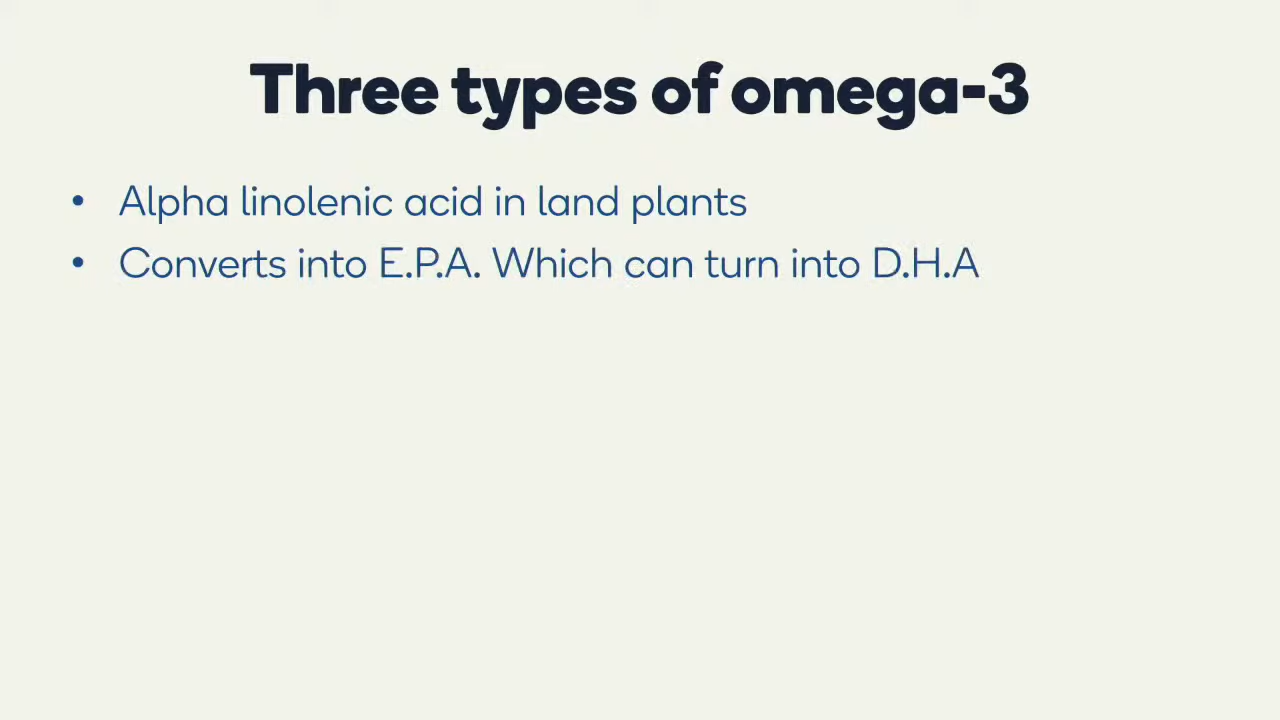 Three types of omega-3
• Alpha linolenic acid in land plants
• Converts into E.P.A. Which can turn into D.H.A